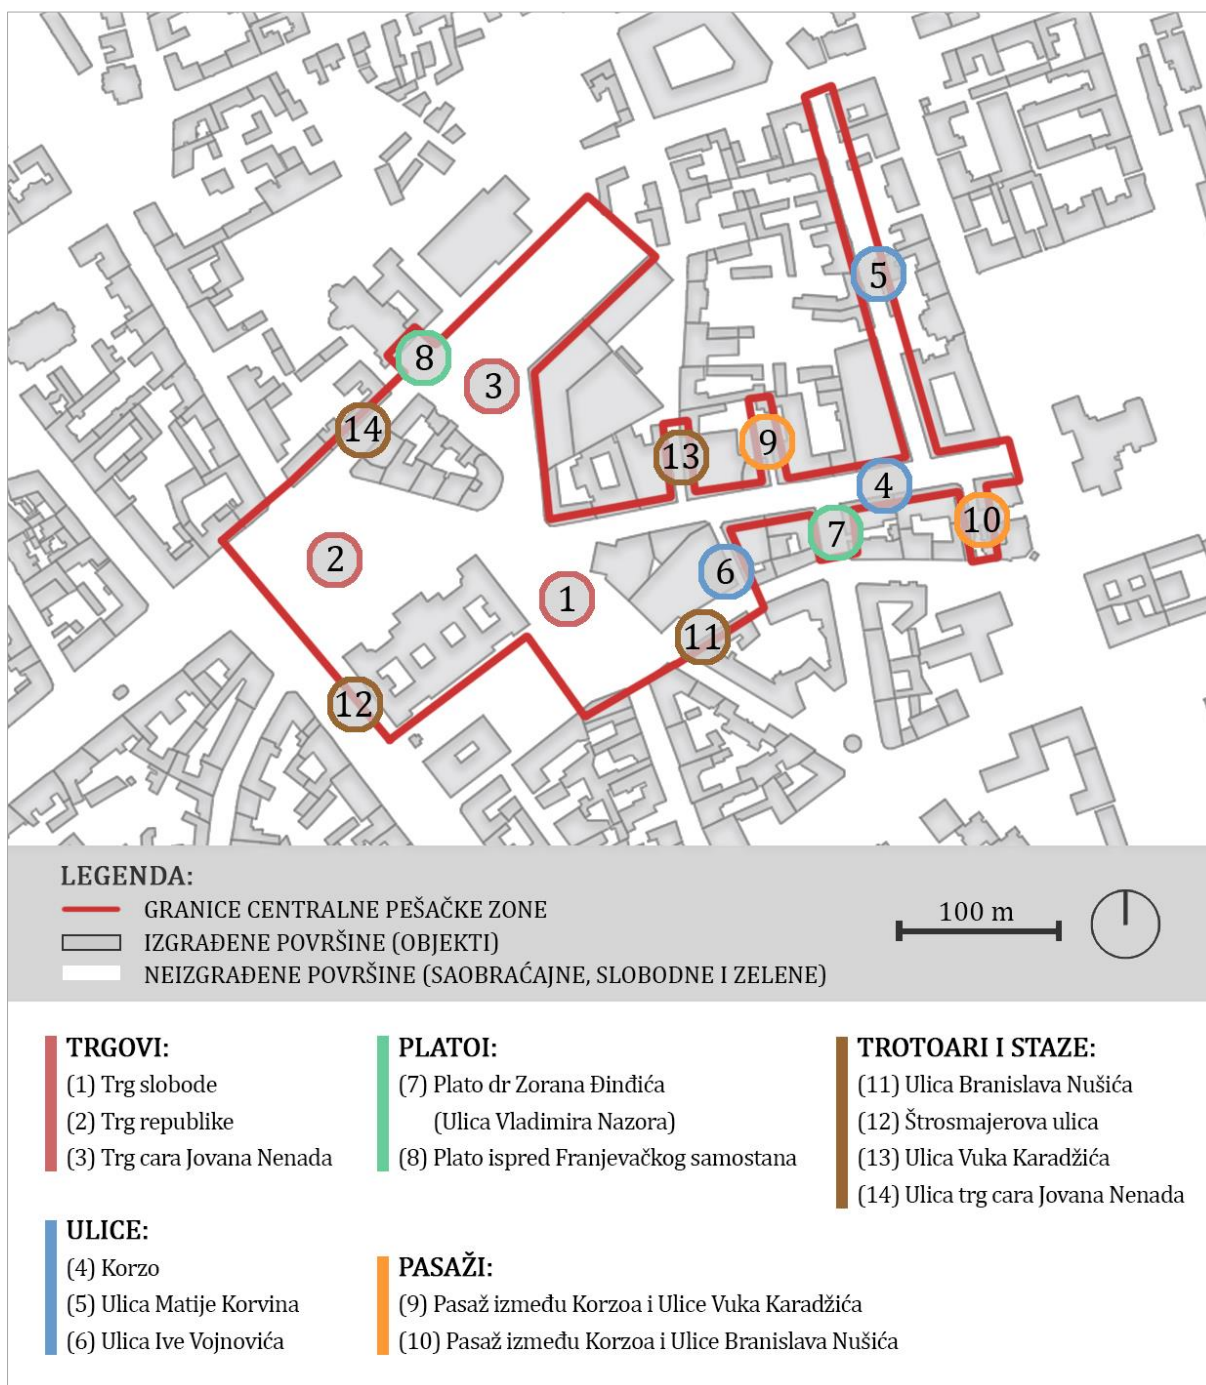 5
8
3
14
13
9
4
10
7
2
1
6
11
12
LEGENDA:
GRANICE CENTRALNE PEŠAČKE ZONE
IZGRAĐENE POVRŠINE (OBJEKTI)
NEIZGRAĐENE POVRŠINE (SAOBRAĆAJNE, SLOBODNE I ZELENE)
100 m
TRGOVI:
(1) Trg slobode
(2) Trg republike
(3) Trg cara Jovana Nenada
ULICE:
(4) Korzo
(5) Ulica Matije Korvina
(6) Ulica Ive Vojnovića
PLATOI:
(7) Plato dr Zorana Đinđića
(Ulica Vladimira Nazora)
(8) Plato ispred Franjevačkog samostana
PASAŽI:
(9) Pasaž između Korzoa i Ulice Vuka Karadžića
(10) Pasaž između Korzoa i Ulice Branislava Nušića
TROTOARI I STAZE:
(11) Ulica Branislava Nušića
(12) Štrosmajerova ulica
(13) Ulica Vuka Karadžića
(14) Ulica trg cara Jovana Nenada